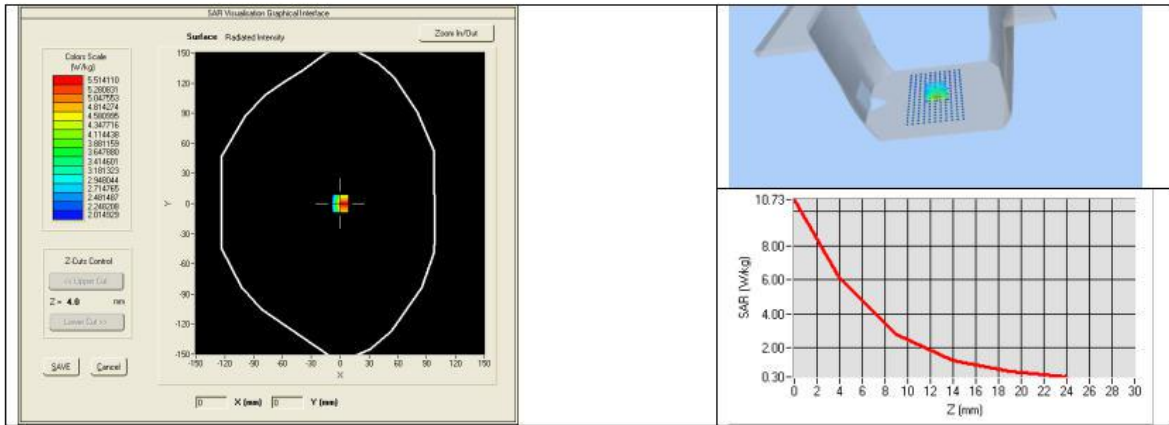 SAR Visualisation Graphical Interface
Surface Radiated Intensity
Zoom In/Out
Colors Scale
(W/kg)
5.514110
5.280831
5.047553
4.814274
4.580995
4.347716
4.114438
3.881159
3.647880
3.414601
3.181323
2.948044
2.714765
2.481487
2.248208
2.014929
Z-Cuts Control
<< Upper Cut
Z = 4.0 mm
Lower Cut >>
SAVE Cancel
Y
150
120
90
60
30
0
-30
-60
-90
-120
-150
-150 -120 -90 -60 -30 0 30 60 90 120 150
X
0 X (mm) 0 Y (mm)
SAR (W/kg)
10.73
8.00
6.00
4.00
2.00
0.30
0 2 4 6 8 10 12 14 16 18 20 22 24 26 28 30
Z (mm)